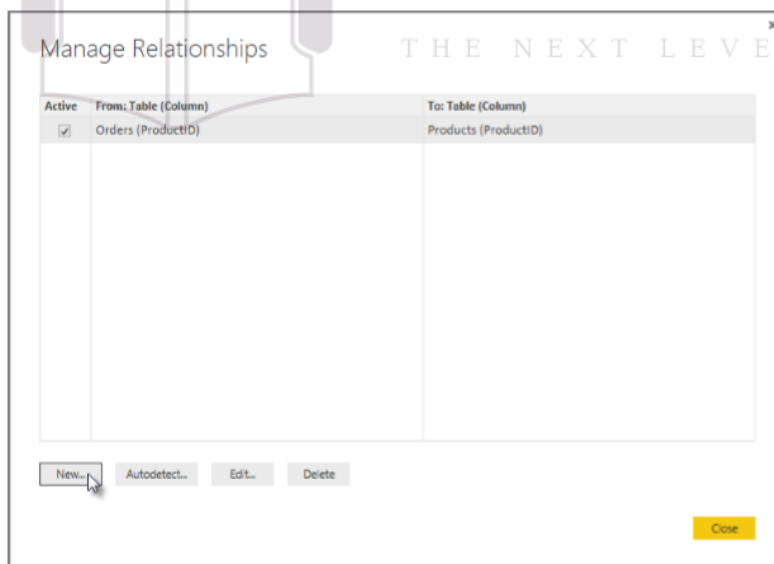 Manage Relationships
THE NEXT LEVE
Active From: Table (Column) To: Table (Column)
Orders (ProductID) Products (ProductID)
New... Autodetect... Edit... Delete
Close